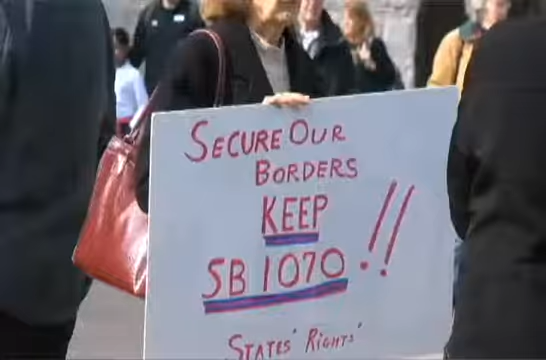 SECURE OUR
BORDERS
KEEP
SB 1070 !!
STATES' RIGHTS'